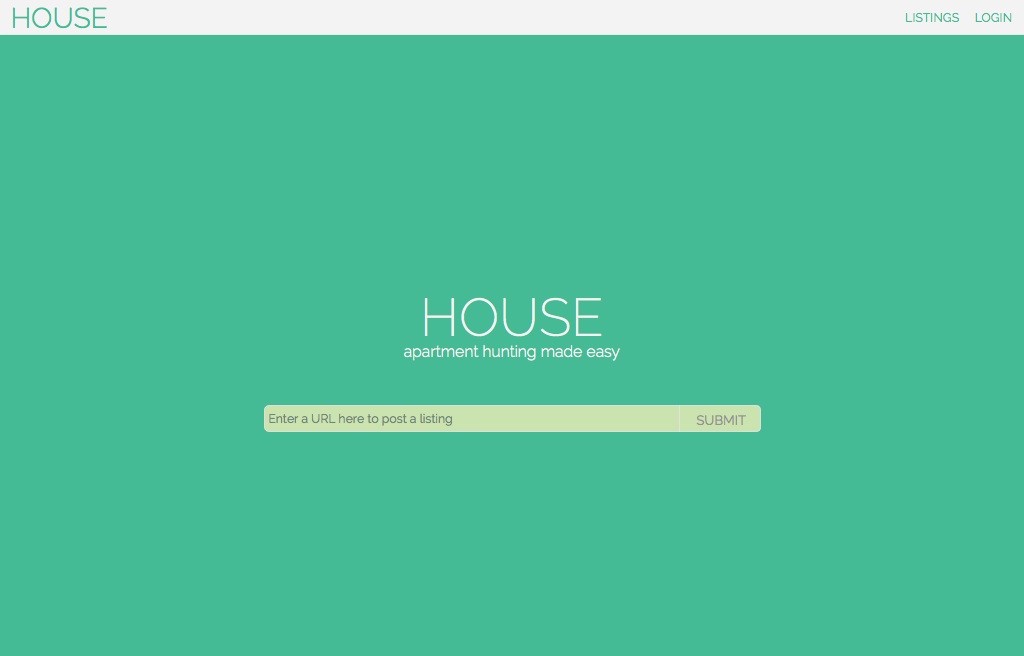 HOUSE
LISTINGS LOGIN
HOUSE
apartment hunting made easy
Enter a URL here to post a listing SUBMIT